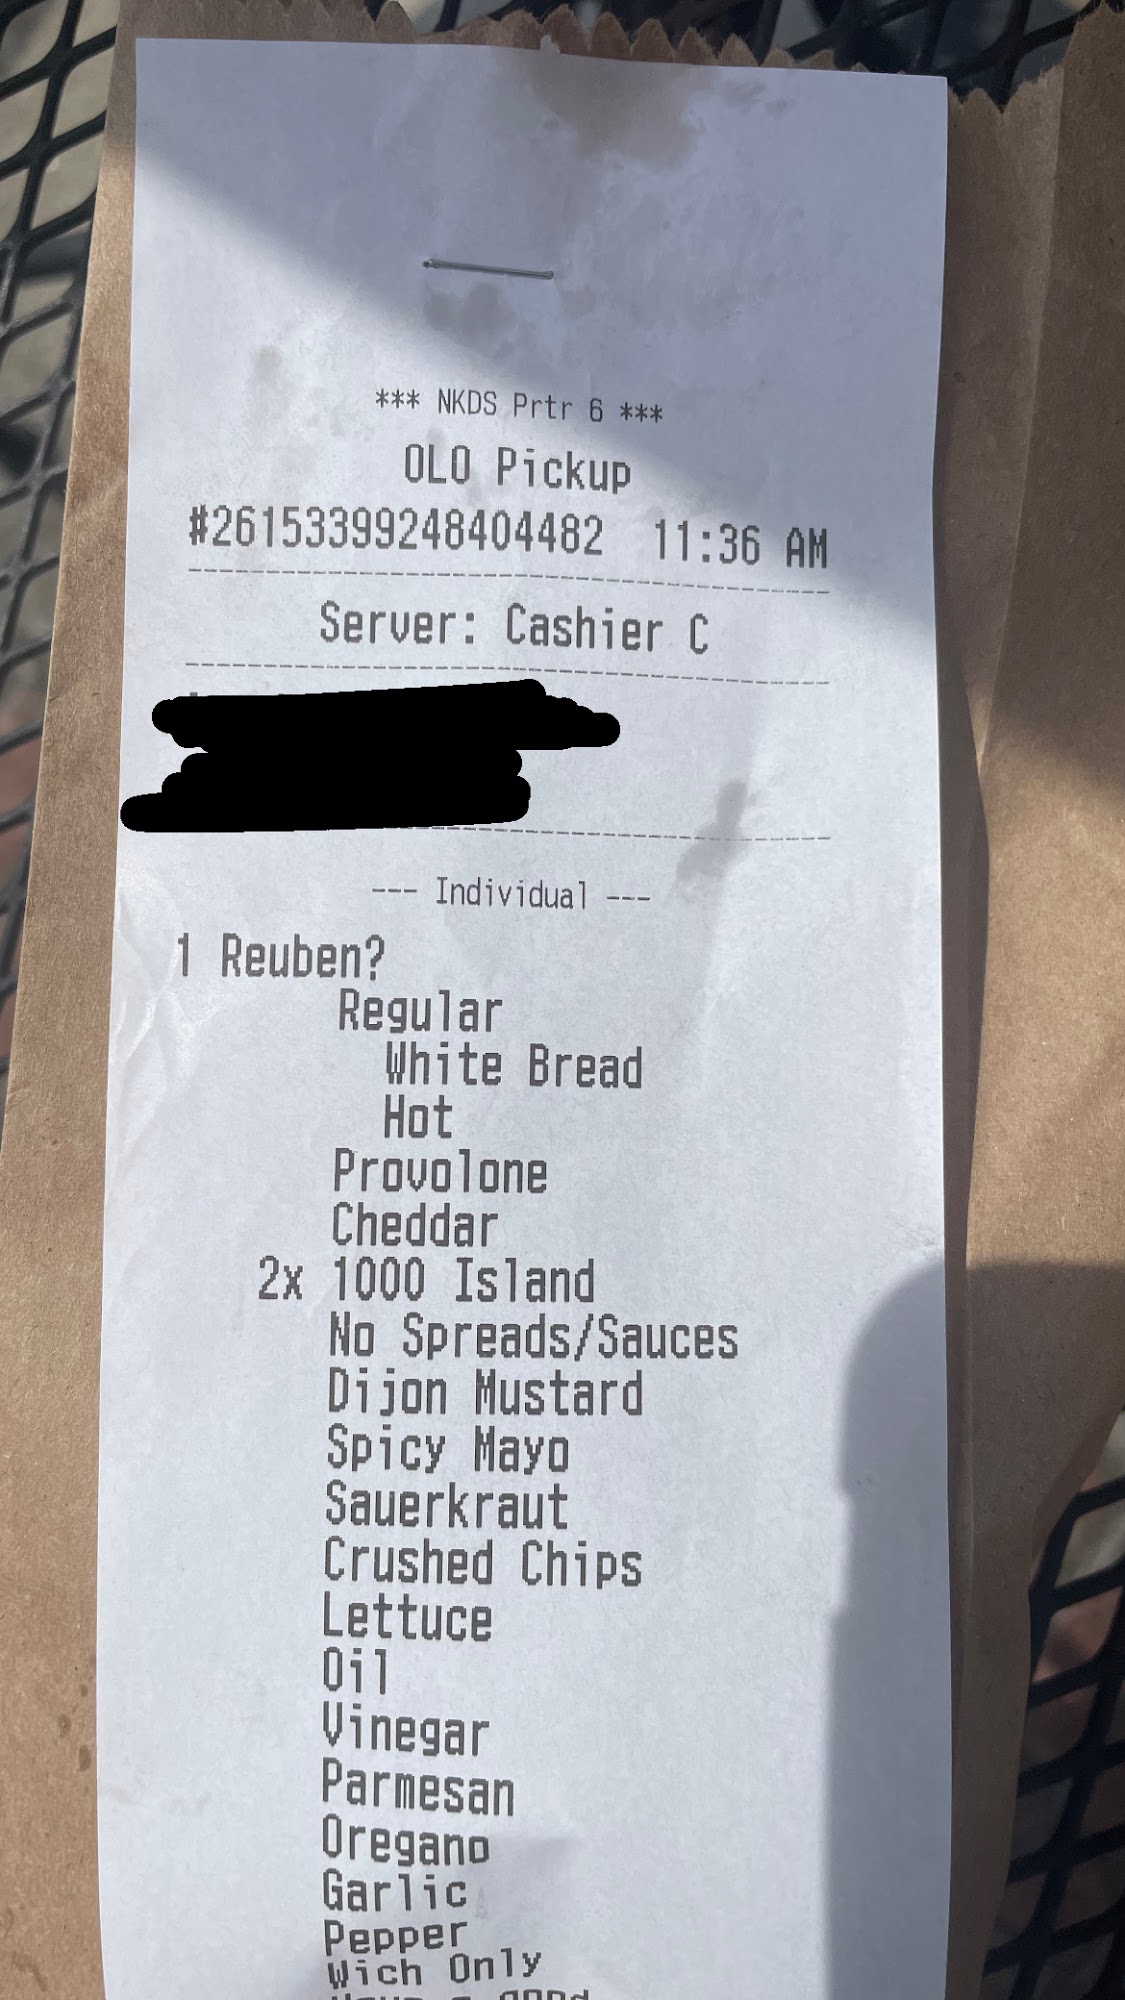 *** NKDS Prtr 6 ***
OLO Pickup
#26153399248404482 11:36 AM
Server: Cashier C
--- Individual ---
1 Reuben?
Regular
White Bread
Hot
Provolone
Cheddar
2x 1000 Island
No Spreads/Sauces
Dijon Mustard
Spicy Mayo
Sauerkraut
Crushed Chips
Lettuce
Oil
Vinegar
Parmesan
Oregano
Garlic
Pepper
Wich Only